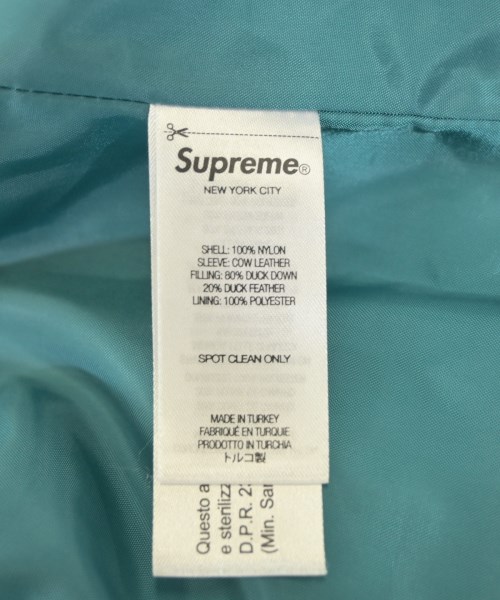 Supreme®
NEW YORK CITY
SHELL: 100% NYLON
SLEEVE: COW LEATHER
FILLING: 80% DUCK DOWN
20% DUCK FEATHER
LINING: 100% POLYESTER
SPOT CLEAN ONLY
MADE IN TURKEY
FABRIQUÉ EN TURQUIE
PRODOTTO IN TURCHIA
トルコ製
Questo a
e steriliz
D.P.R. 2
(Min. Sa